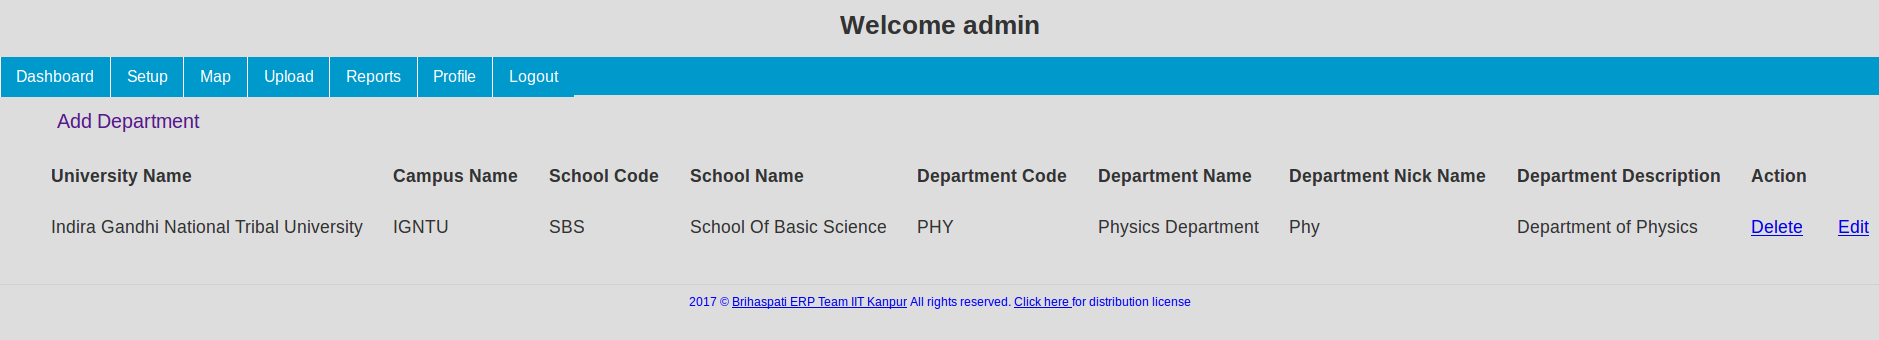 Welcome admin
Dashboard Setup Map Upload Reports Profile Logout
Add Department
University Name Campus Name School Code School Name Department Code Department Name Department Nick Name Department Description Action
Indira Gandhi National Tribal University IGNTU SBS School Of Basic Science PHY Physics Department Phy Department of Physics Delete Edit
2017 © Brihaspati ERP Team IIT Kanpur All rights reserved. Click here for distribution license